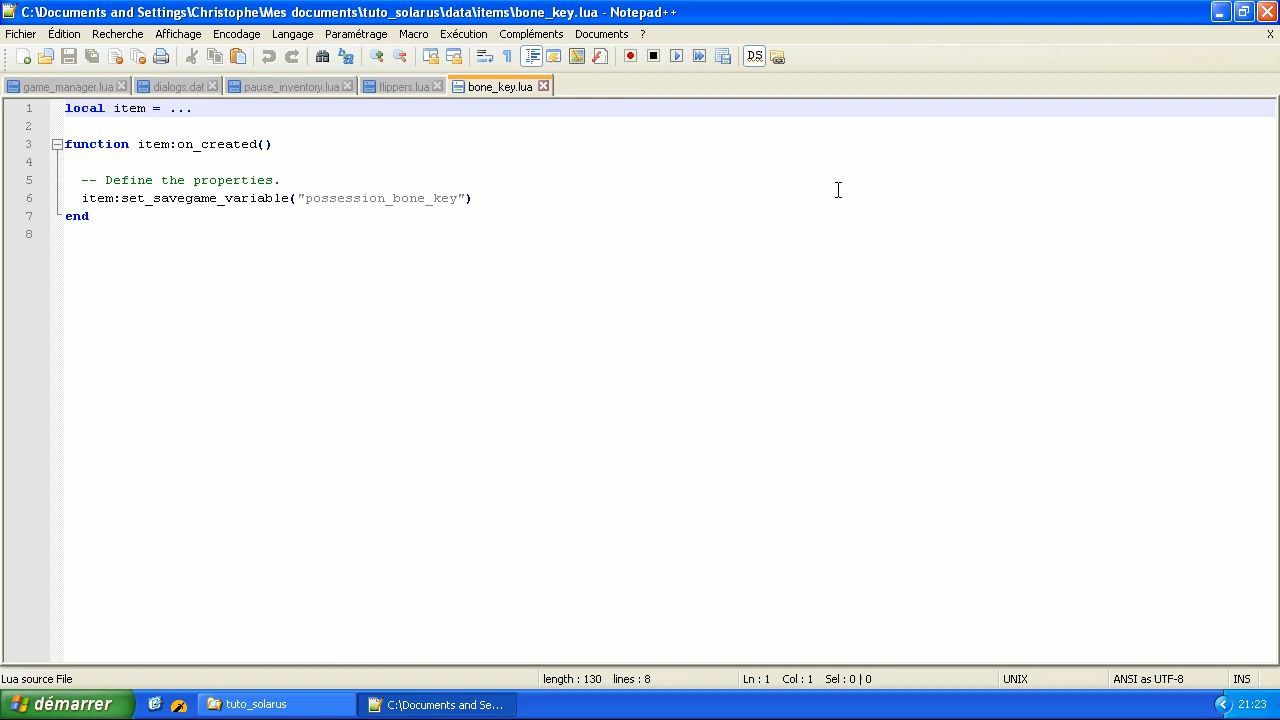 C:\Documents and Settings\Christophe\Mes documents\tuto_solarus\data\items\bone_key.lua - Notepad++
Fichier Édition Recherche Affichage Encodage Langage Paramétrage Macro Exécution Compléments Documents ? X
game_manager.lua dialogs.dat pause_inventory.lua flippers.lua bone_key.lua
1 local item = ...
2
3 function item:on_created()
4
5 -- Define the properties.
6 item:set_savegame_variable("possession_bone_key")
7 end
8
Lua source File length : 130 lines : 8 Ln : 1 Col : 1 Sel : 0 | 0 UNIX ANSI as UTF-8 INS
démarrer tuto_solarus C:\Documents and Se... 21:23